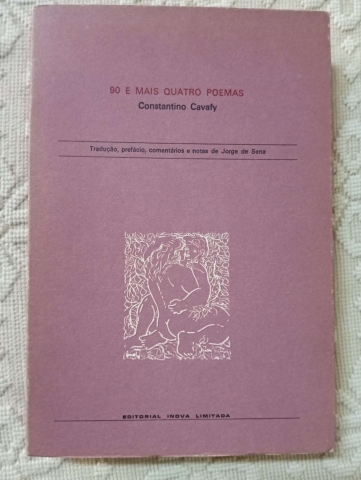 90 E MAIS QUATRO POEMAS
Constantino Cavafy
Tradução, prefácio, comentários e notas de Jorge de Sena
EDITORIAL INOVA LIMITADA